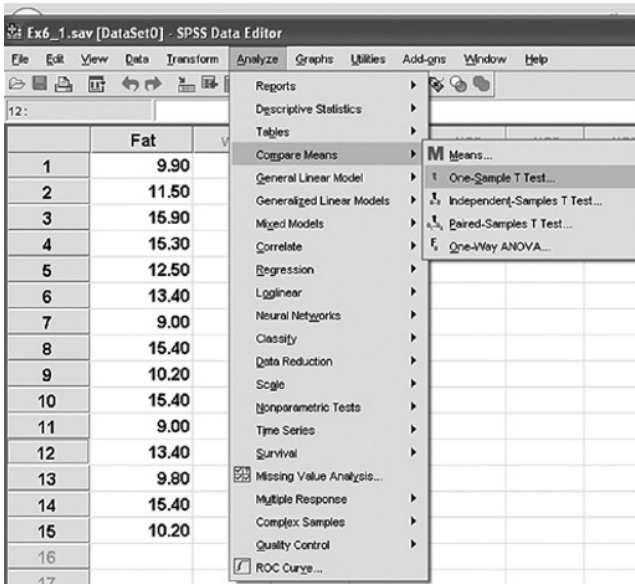 Ex6_1.sav [DataSet0] - SPSS Data Editor
File Edit View Data Transform Analyze Graphs Utilities Add-ons Window Help
12:
Fat
1 9.90
2 11.50
3 15.90
4 15.30
5 12.50
6 13.40
7 9.00
8 15.40
9 10.20
10 15.40
11 9.00
12 13.40
13 9.80
14 15.40
15 10.20
16
17
Reports
Descriptive Statistics
Tables
Compare Means
General Linear Model
Generalized Linear Models
Mixed Models
Correlate
Regression
Loglinear
Neural Networks
Classify
Data Reduction
Scale
Nonparametric Tests
Time Series
Survival
Missing Value Analysis...
Multiple Response
Complex Samples
Quality Control
ROC Curve...
M Means...
t One-Sample T Test...
Independent-Samples T Test...
Paired-Samples T Test...
One-Way ANOVA...